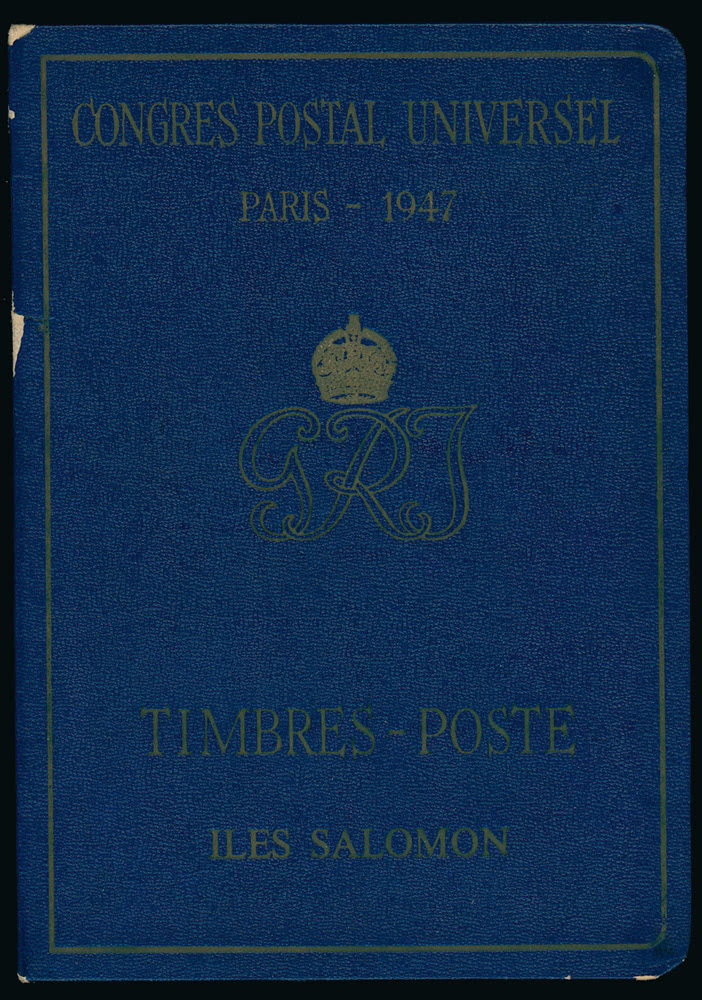 CONGRES POSTAL UNIVERSEL
PARIS - 1947
GRI
TIMBRES - POSTE
ILES SALOMON